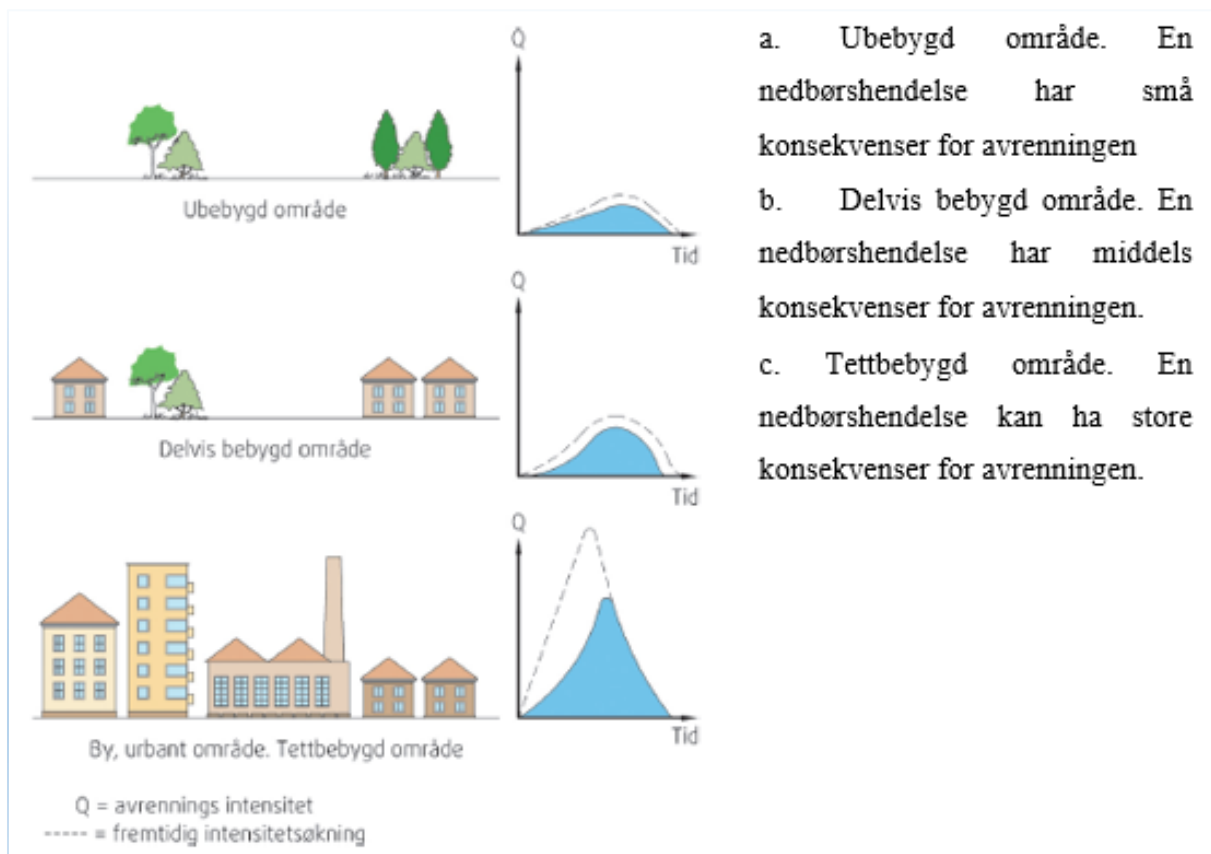 Q
Ubebygd område
Tid
Q
Delvis bebygd område
Tid
Q
By, urbant område. Tettbebygd område
Tid
Q = avrennings intensitet
----- = fremtidig intensitetsøkning
a. Ubebygd område. En
nedbørshendelse har små
konsekvenser for avrenningen
b. Delvis bebygd område. En
nedbørshendelse har middels
konsekvenser for avrenningen.
c. Tettbebygd område. En
nedbørshendelse kan ha store
konsekvenser for avrenningen.